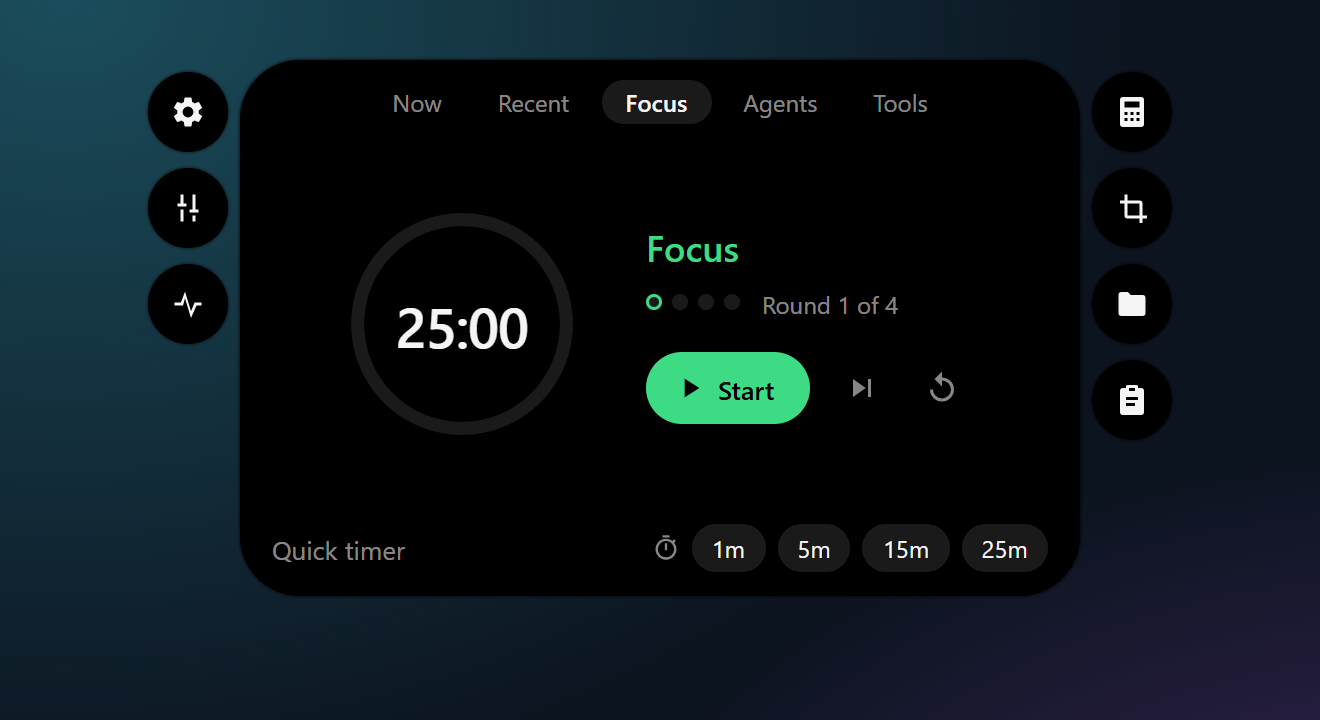 Now Recent Focus Agents Tools
25:00
Focus
Round 1 of 4
Start
Quick timer 1m 5m 15m 25m